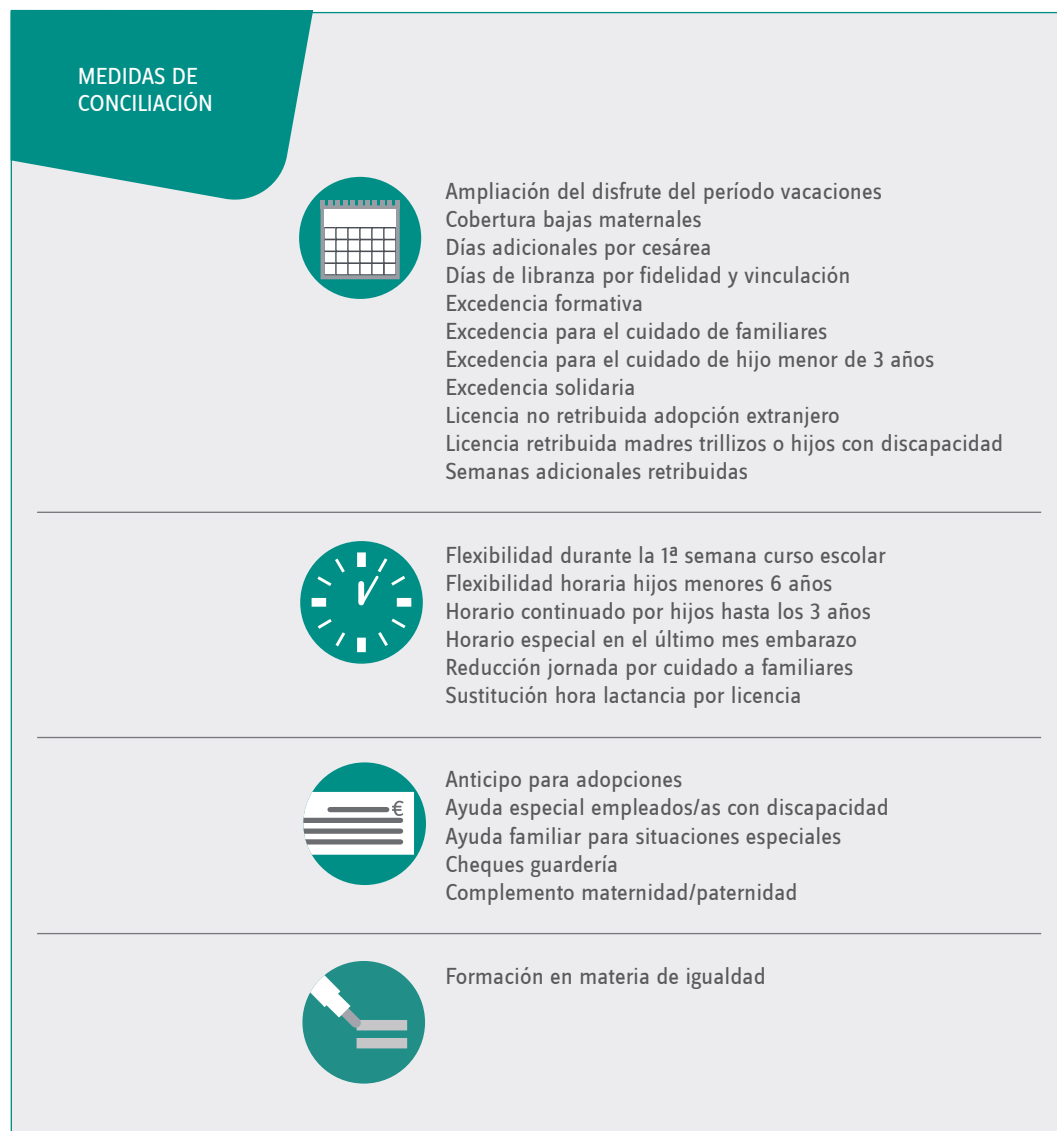 MEDIDAS DE
CONCILIACIÓN
Ampliación del disfrute del período vacaciones
Cobertura bajas maternales
Días adicionales por cesárea
Días de libranza por fidelidad y vinculación
Excedencia formativa
Excedencia para el cuidado de familiares
Excedencia para el cuidado de hijo menor de 3 años
Excedencia solidaria
Licencia no retribuida adopción extranjero
Licencia retribuida madres trillizos o hijos con discapacidad
Semanas adicionales retribuidas
Flexibilidad durante la 1ª semana curso escolar
Flexibilidad horaria hijos menores 6 años
Horario continuado por hijos hasta los 3 años
Horario especial en el último mes embarazo
Reducción jornada por cuidado a familiares
Sustitución hora lactancia por licencia
€
Anticipo para adopciones
Ayuda especial empleados/as con discapacidad
Ayuda familiar para situaciones especiales
Cheques guardería
Complemento maternidad/paternidad
Formación en materia de igualdad